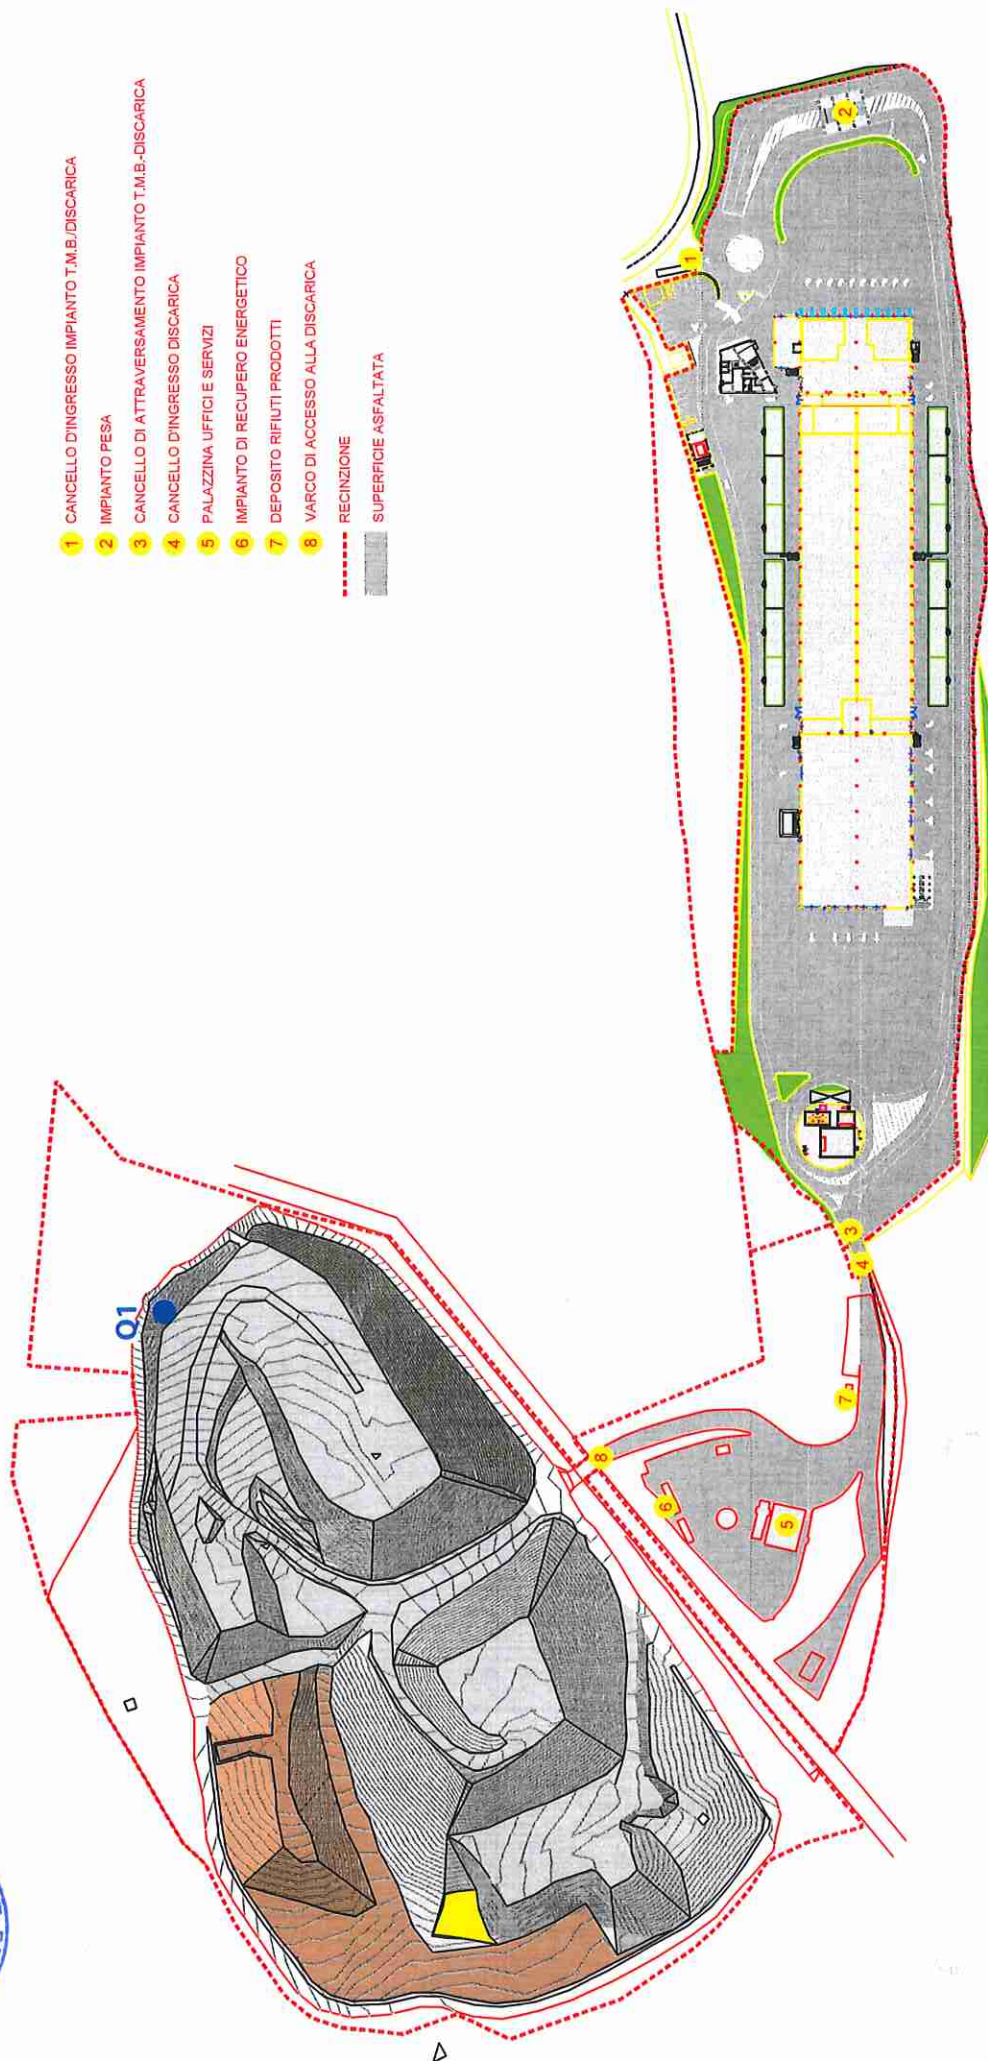 1 CANCELLO D'INGRESSO IMPIANTO T.M.B./DISCARICA
2 IMPIANTO PESA
3 CANCELLO DI ATTRAVERSAMENTO IMPIANTO T.M.B.-DISCARICA
4 CANCELLO D'INGRESSO DISCARICA
5 PALAZZINA UFFICI E SERVIZI
6 IMPIANTO DI RECUPERO ENERGETICO
7 DEPOSITO RIFIUTI PRODOTTI
8 VARCO DI ACCESSO ALLA DISCARICA
RECINZIONE
SUPERFICIE ASFALTATA
Q1
1
2
3
4
5
6
7
8